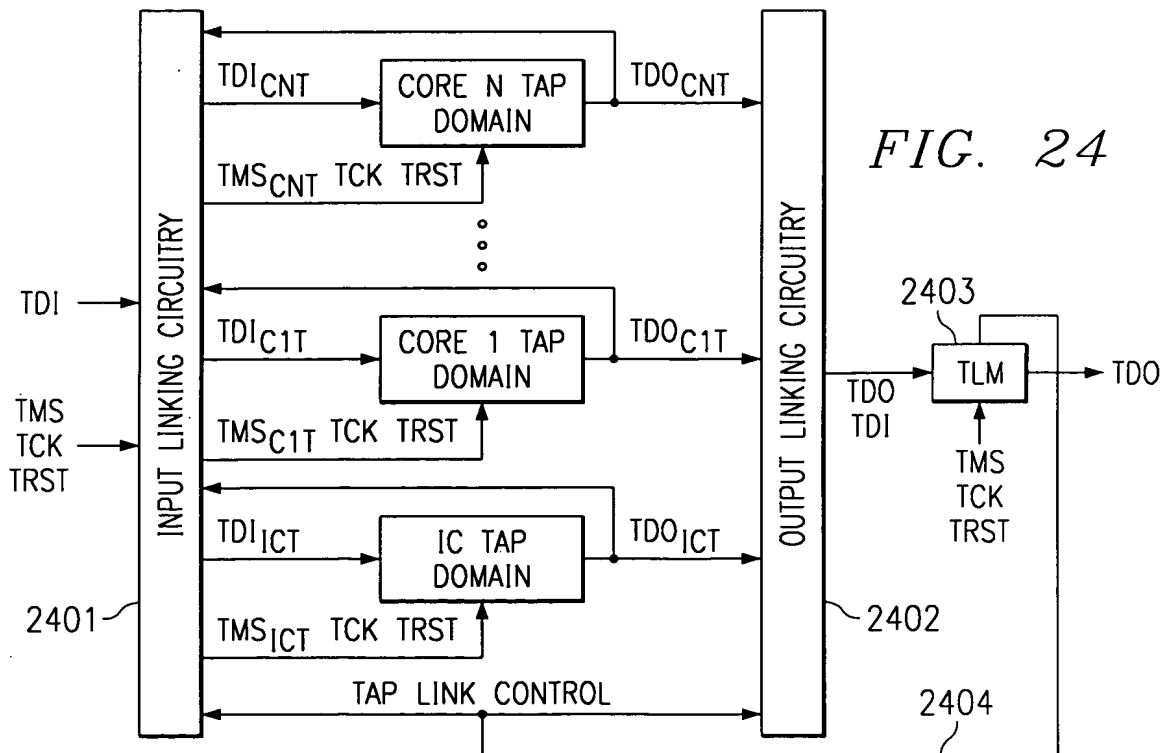 TDI_CNT
CORE N TAP
DOMAIN
TDO_CNT
TMS_CNT TCK TRST
FIG. 24
INPUT LINKING CIRCUITRY
OUTPUT LINKING CIRCUITRY
TDI
TMS
TCK
TRST
TDI_C1T
CORE 1 TAP
DOMAIN
TDO_C1T
TMS_C1T TCK TRST
2403
TLM
TDO
TDO
TDI
TMS
TCK
TRST
TDI_ICT
IC TAP
DOMAIN
TDO_ICT
TMS_ICT TCK TRST
2401
2402
TAP LINK CONTROL
2404